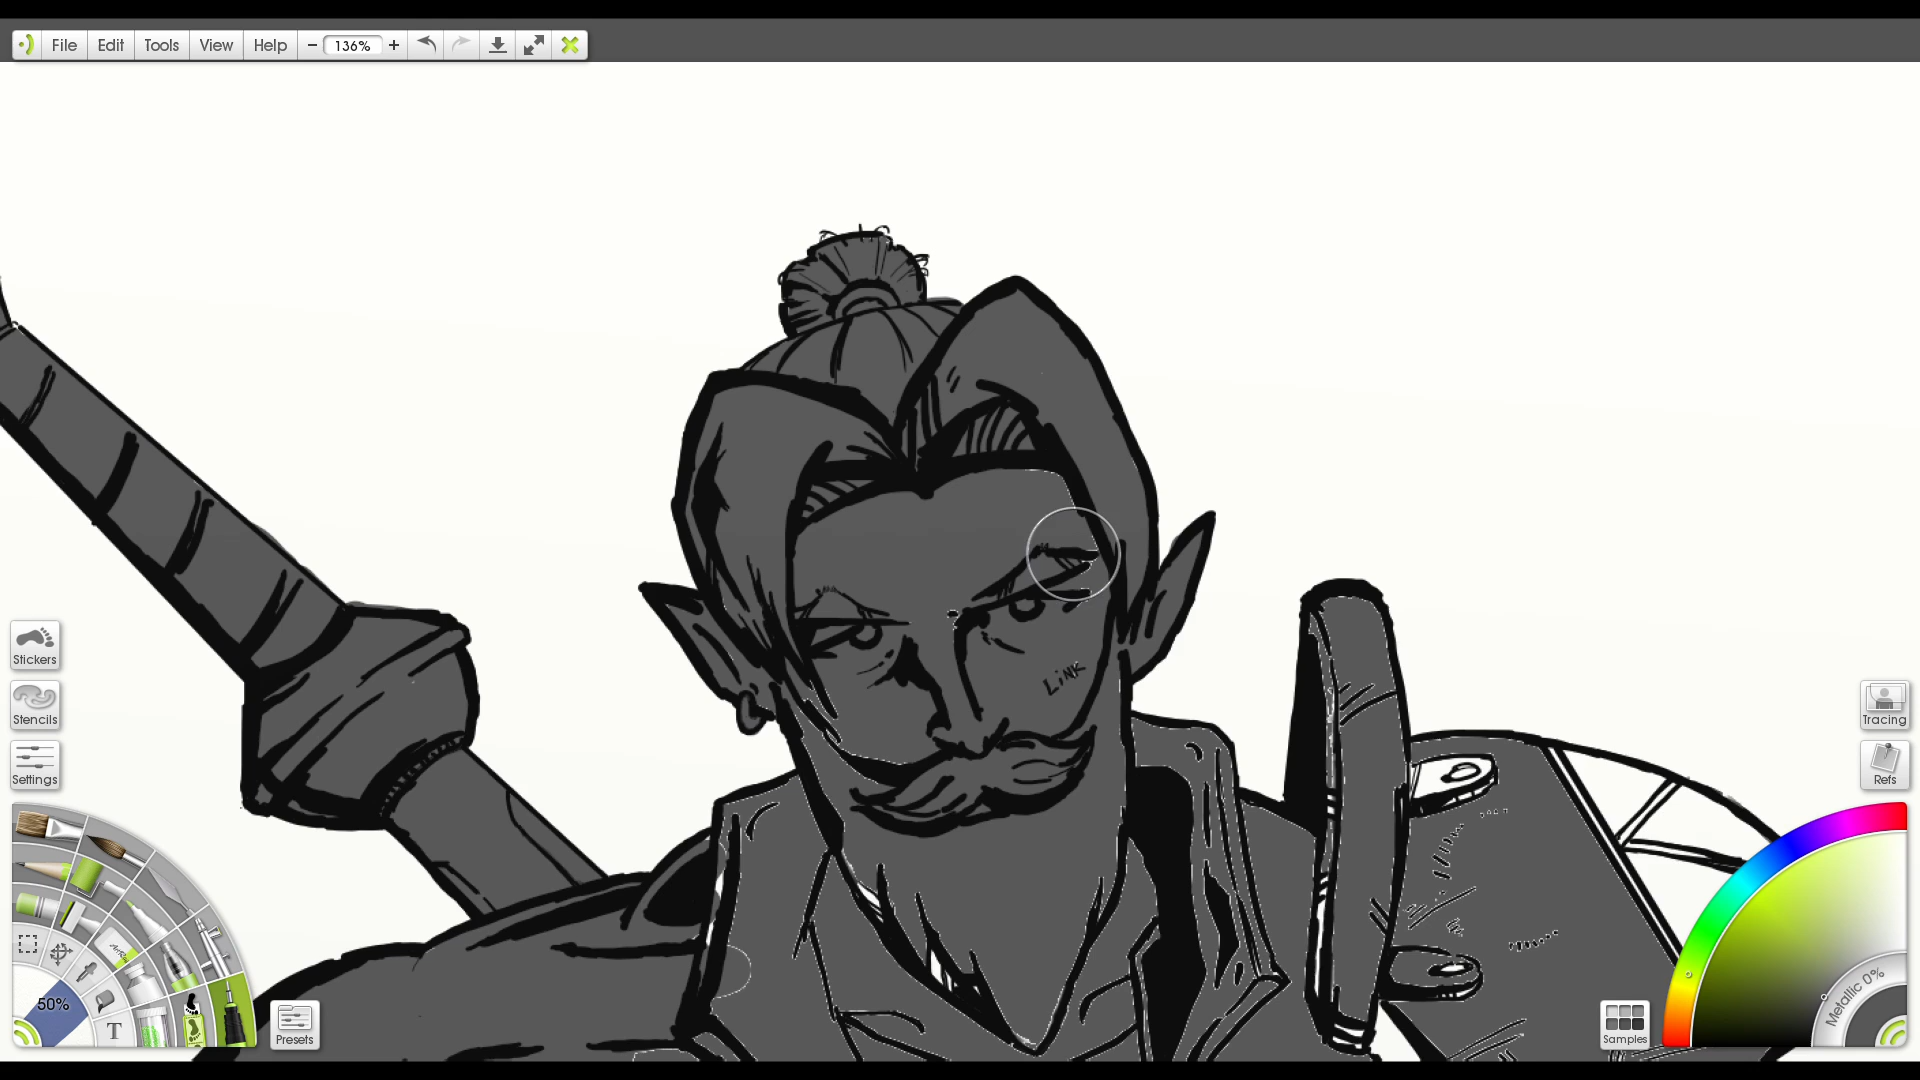 File Edit Tools View Help − 136% +
LiNK
Stickers
Stencils
Settings
Tracing
Refs
50%
T
Presets
Metallic 0%
Samples